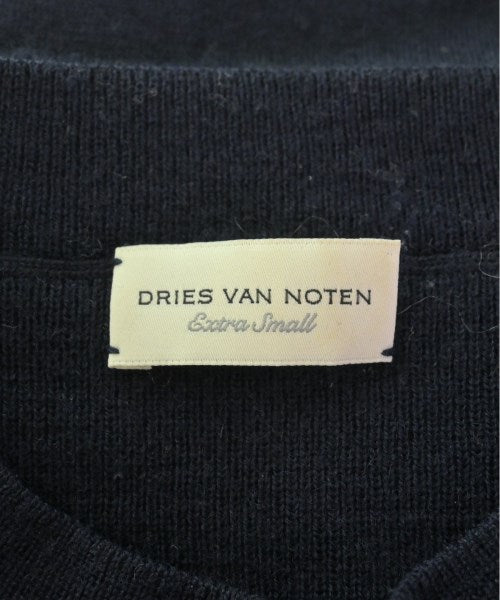 DRIES VAN NOTEN
Extra Small